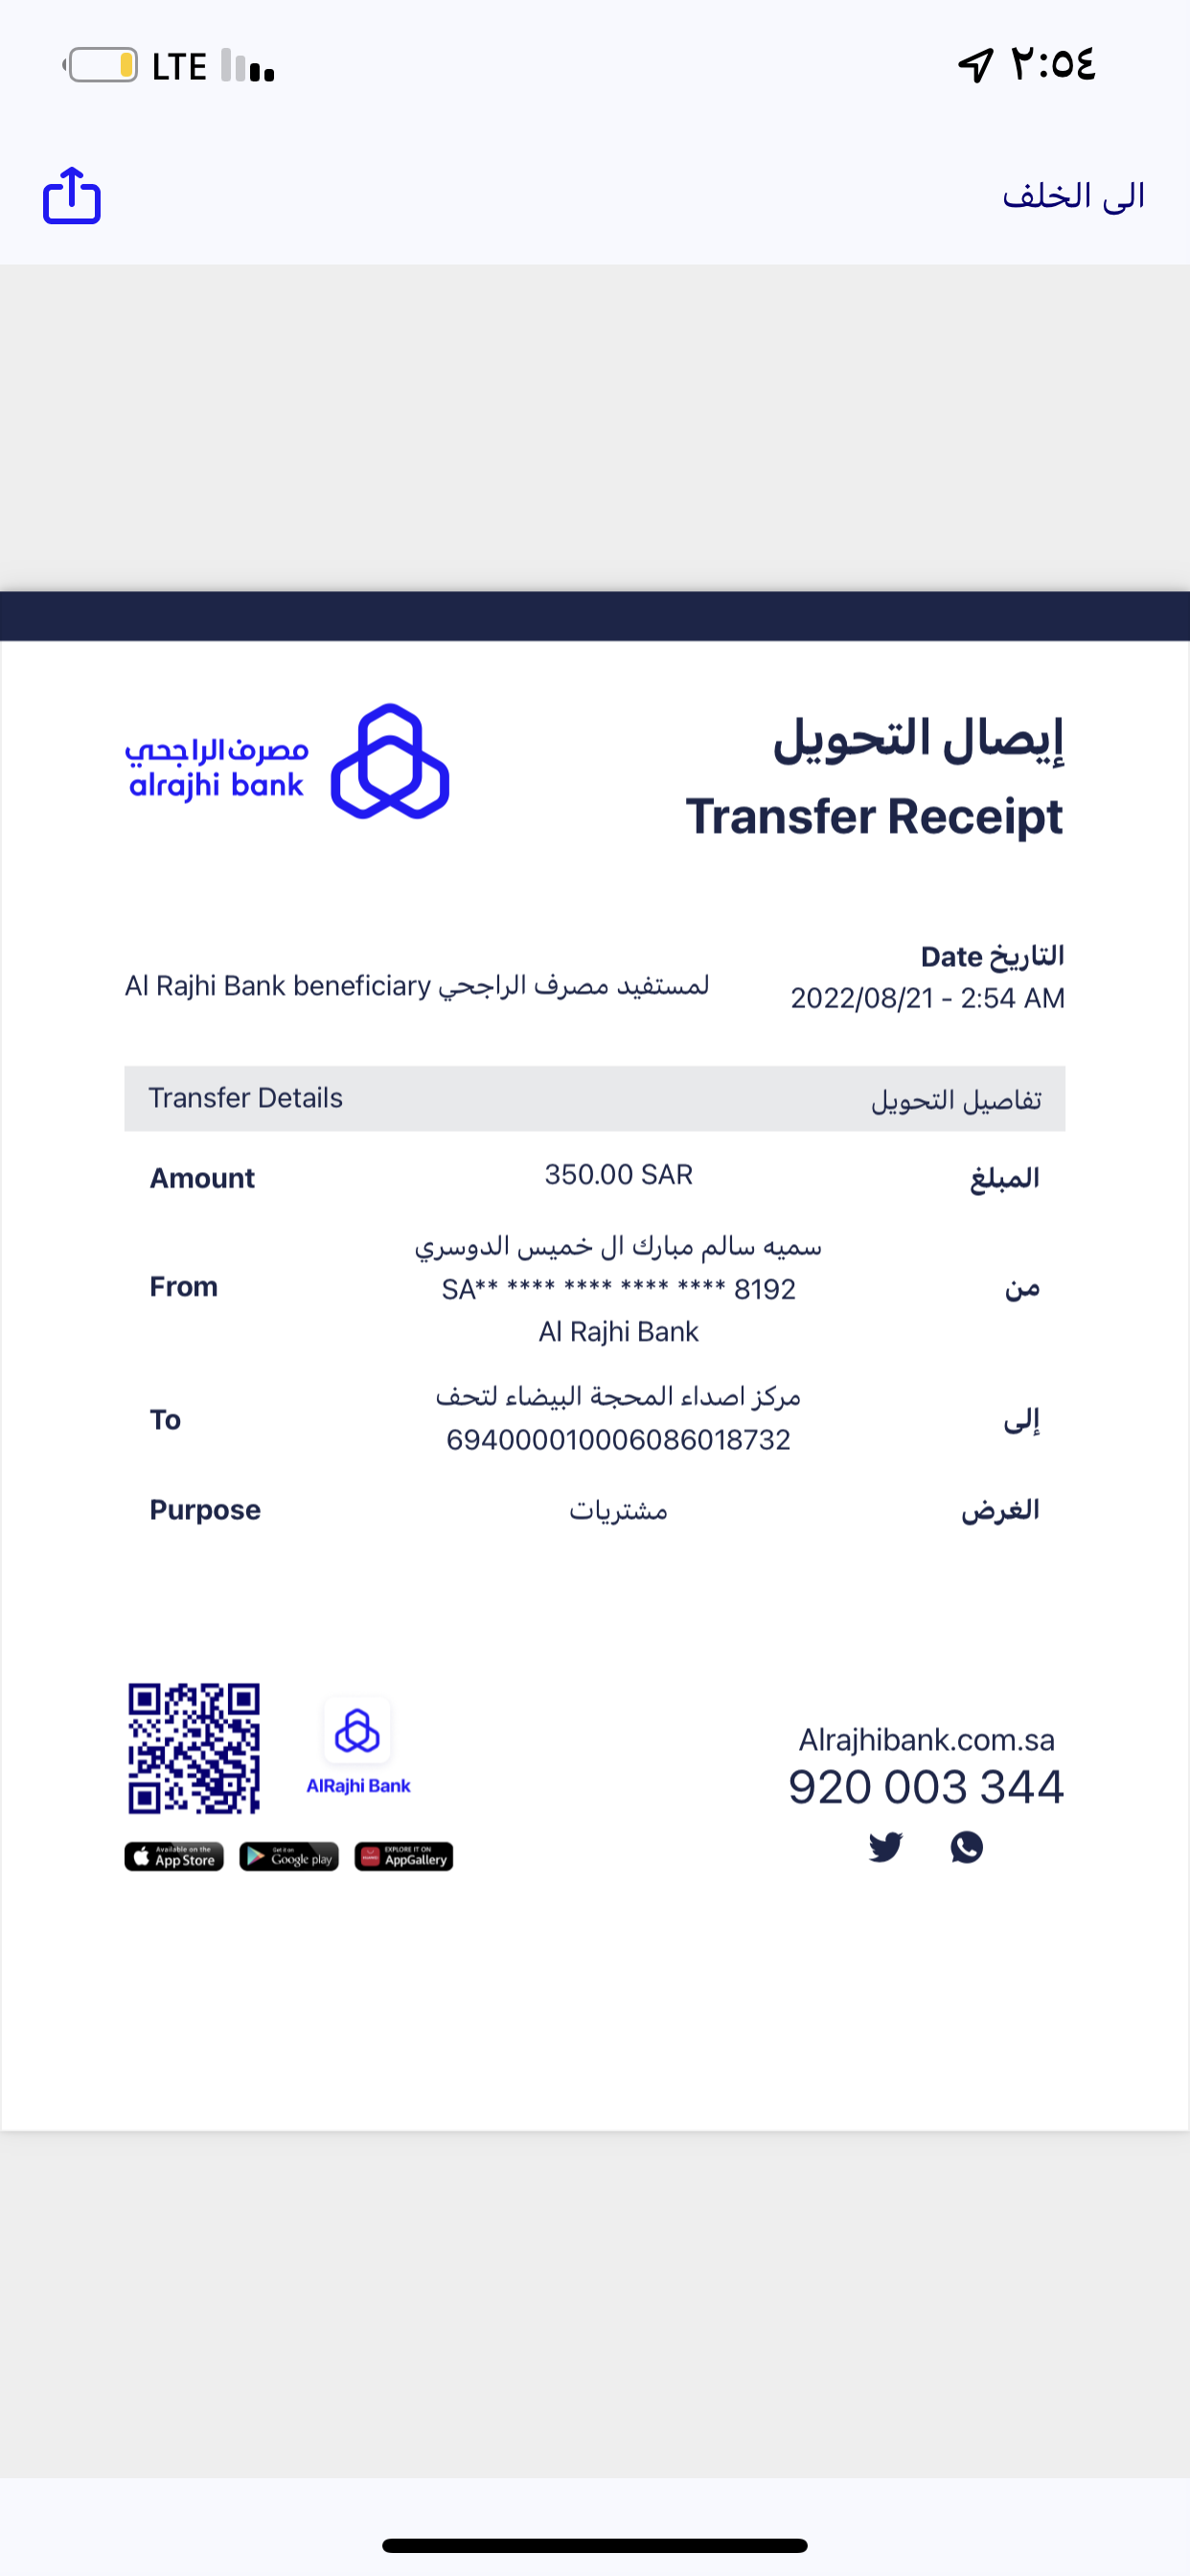 LTE ٢:٥٤
الى الخلف
إيصال التحويل
Transfer Receipt
مصرف الراجحي
alrajhi bank
التاريخ Date
2022/08/21 - 2:54 AM
Al Rajhi Bank beneficiary لمستفيد مصرف الراجحي
Transfer Details تفاصيل التحويل
Amount 350.00 SAR المبلغ
سميه سالم مبارك ال خميس الدوسري
From SA** **** **** **** **** 8192 من
Al Rajhi Bank
مركز اصداء المحجة البيضاء لتحف
To إلى
694000010006086018732
Purpose مشتريات الغرض
AlRajhi Bank
Available on the App Store
Get it on Google play
EXPLORE IT ON AppGallery
Alrajhibank.com.sa
920 003 344